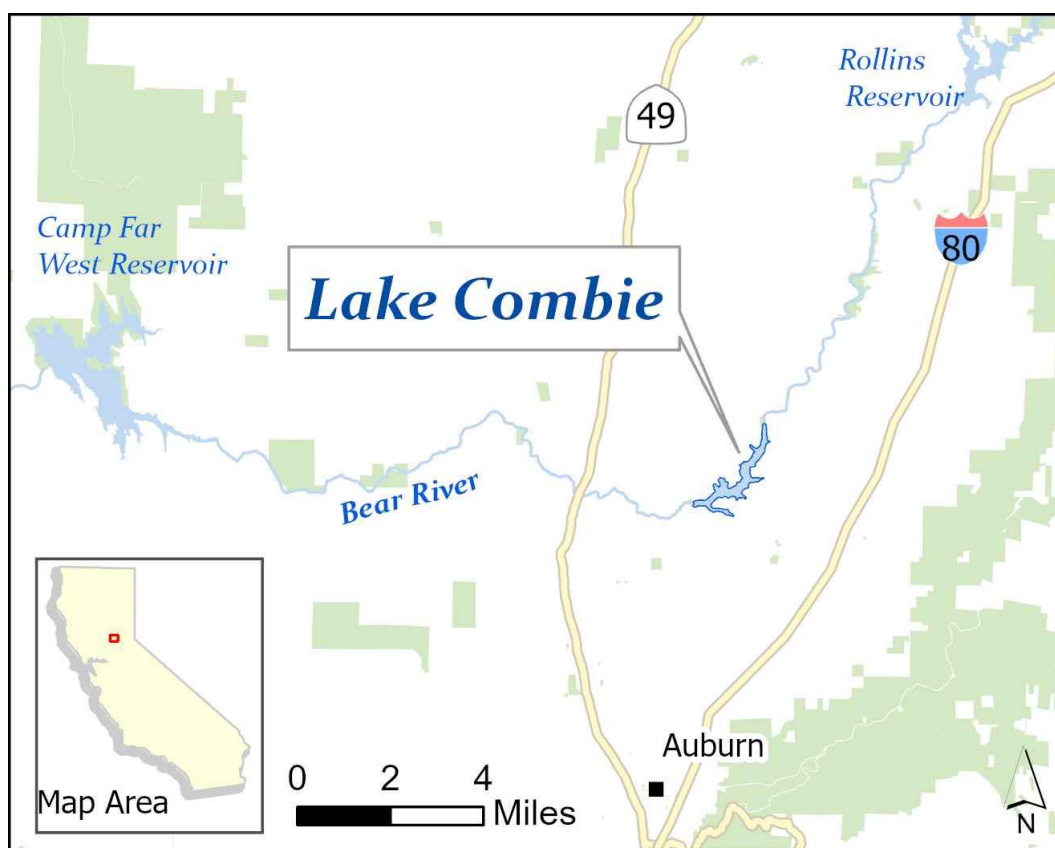 Rollins
Reservoir
49
Camp Far
West Reservoir
80
Lake Combie
Bear River
Auburn
0 2 4
Miles
Map Area
N